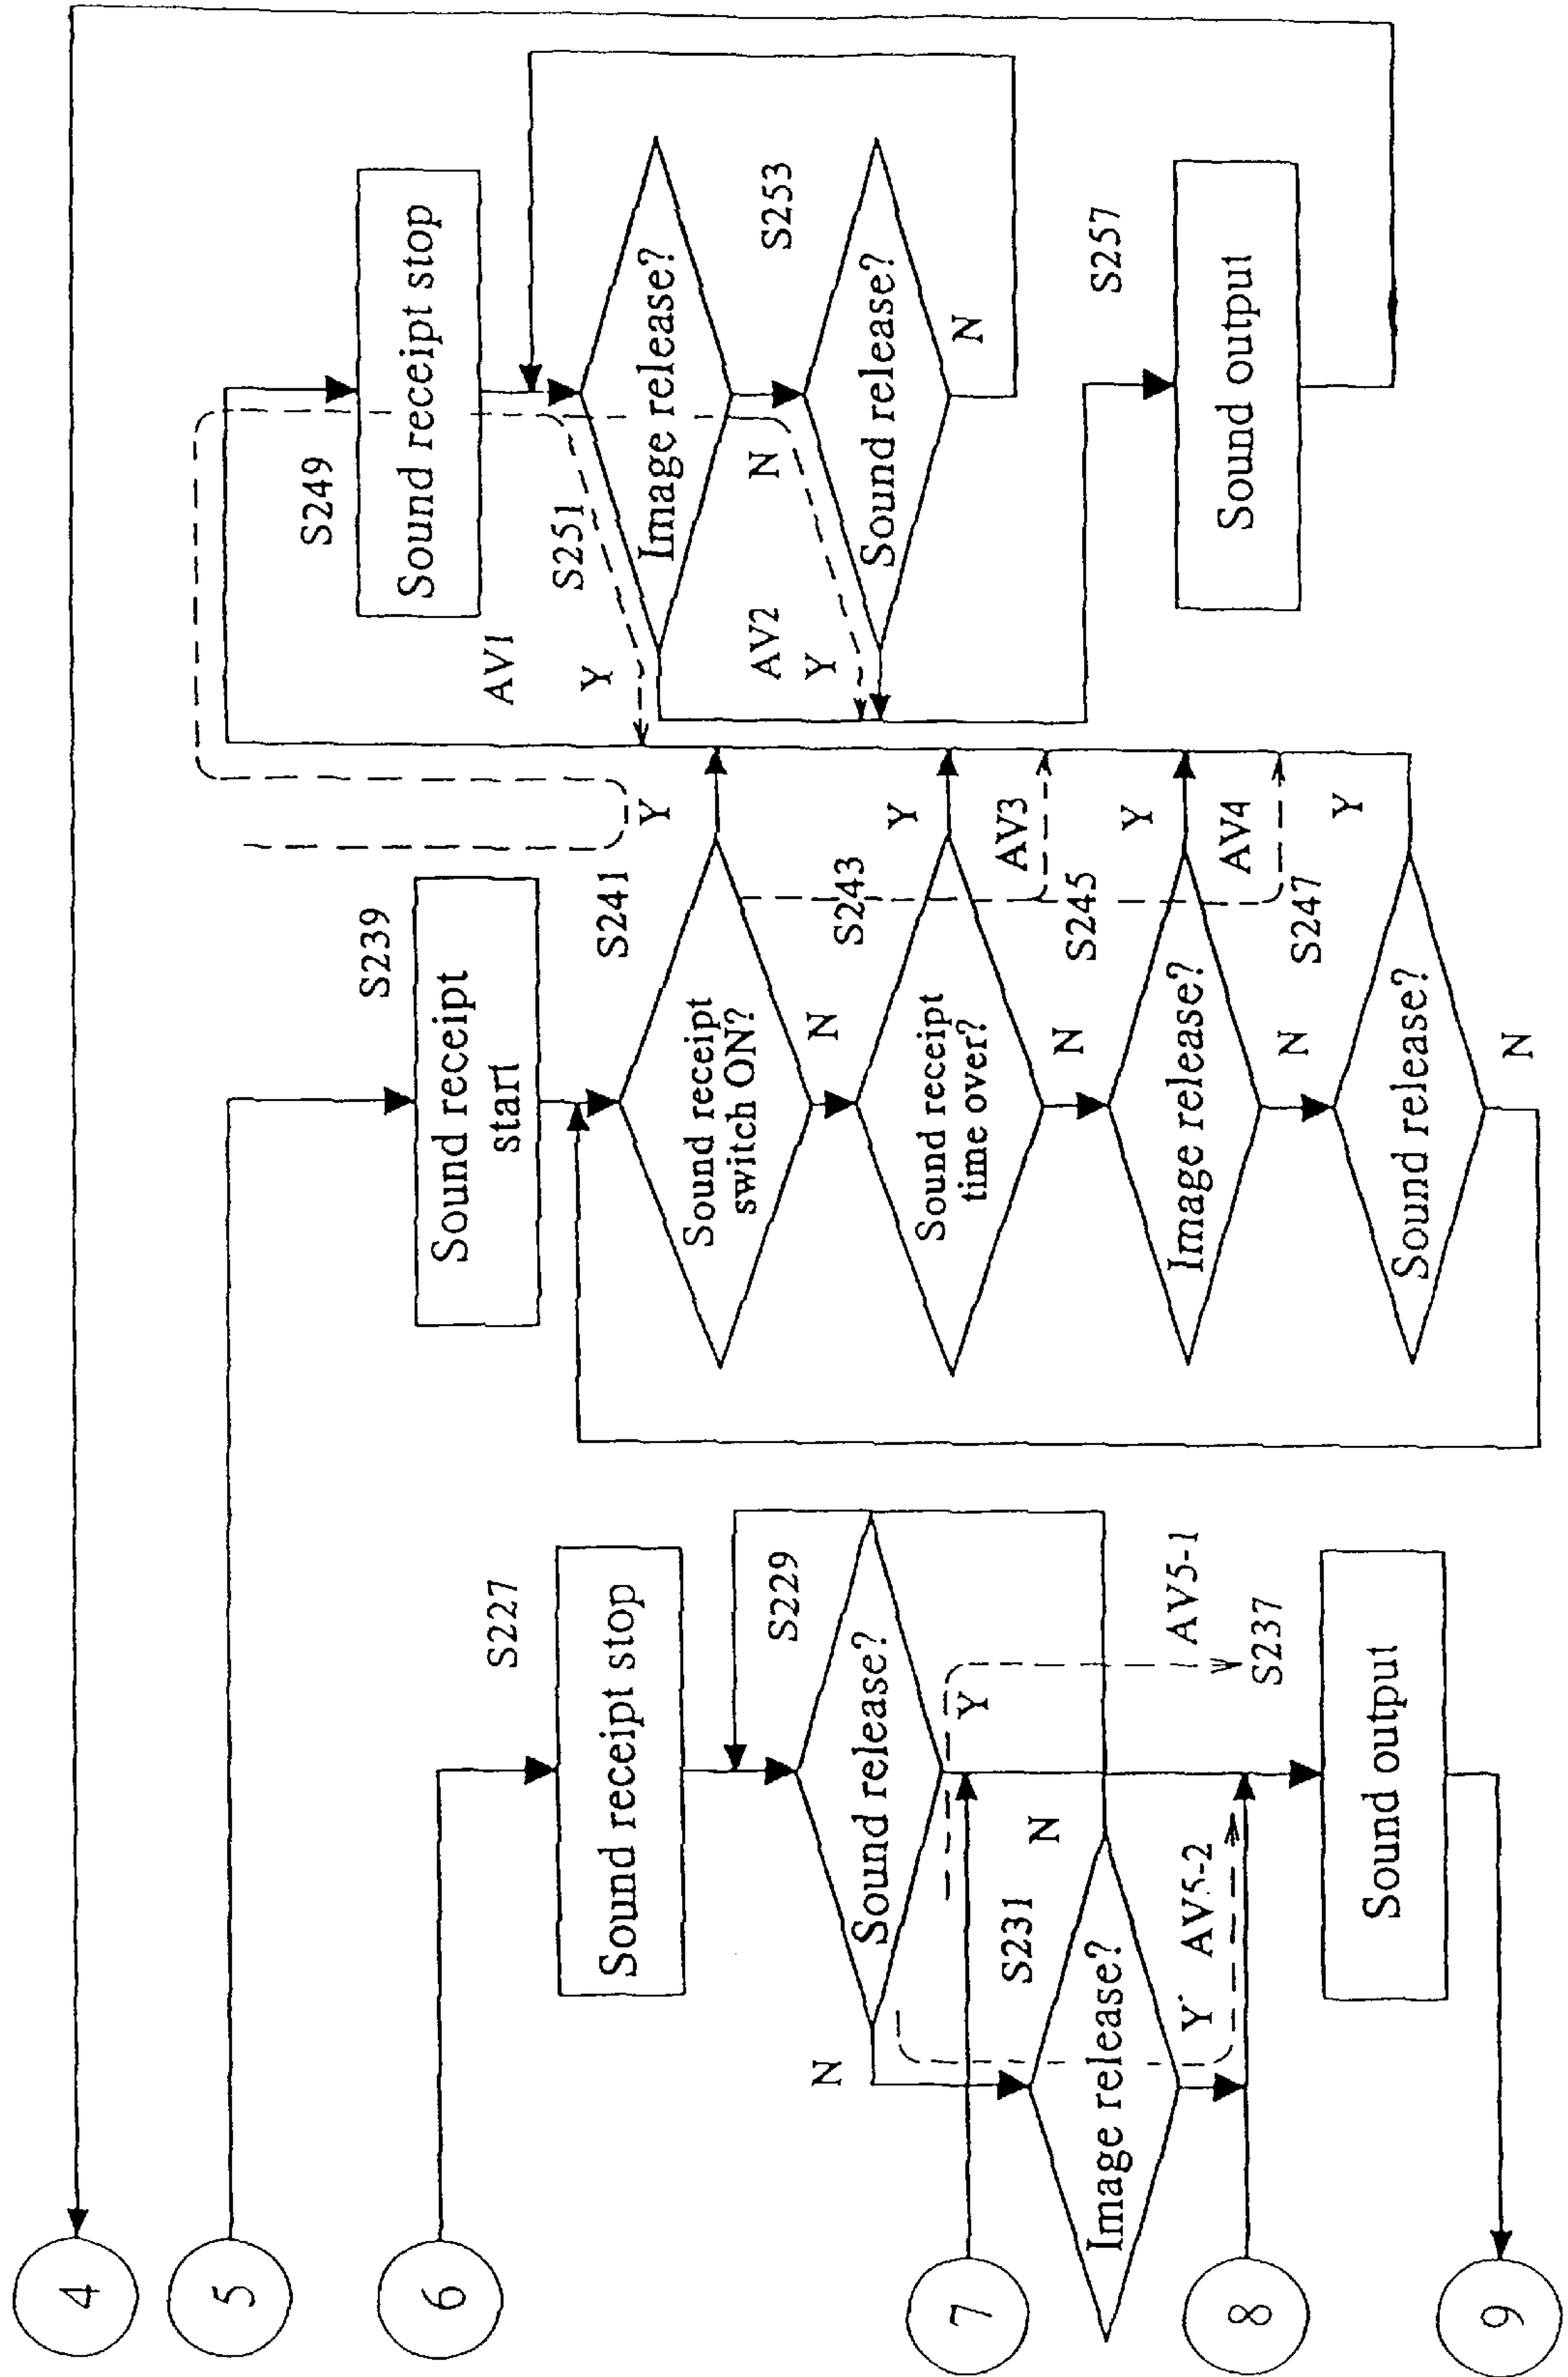 4
5
6
7
8
9
S227
Sound receipt stop
S229
Sound release?
N
Y
S231
Image release?
N
Y
AV5-1
AV5-2
S237
Sound output
S239
Sound receipt
start
S241
Sound receipt
switch ON?
Y
N
S243
Sound receipt
time over?
Y
N
AV3
S245
Image release?
Y
N
AV4
S247
Sound release?
Y
N
S249
Sound receipt stop
AV1
S251
Image release?
Y
N
AV2
S253
Sound release?
Y
N
S257
Sound output